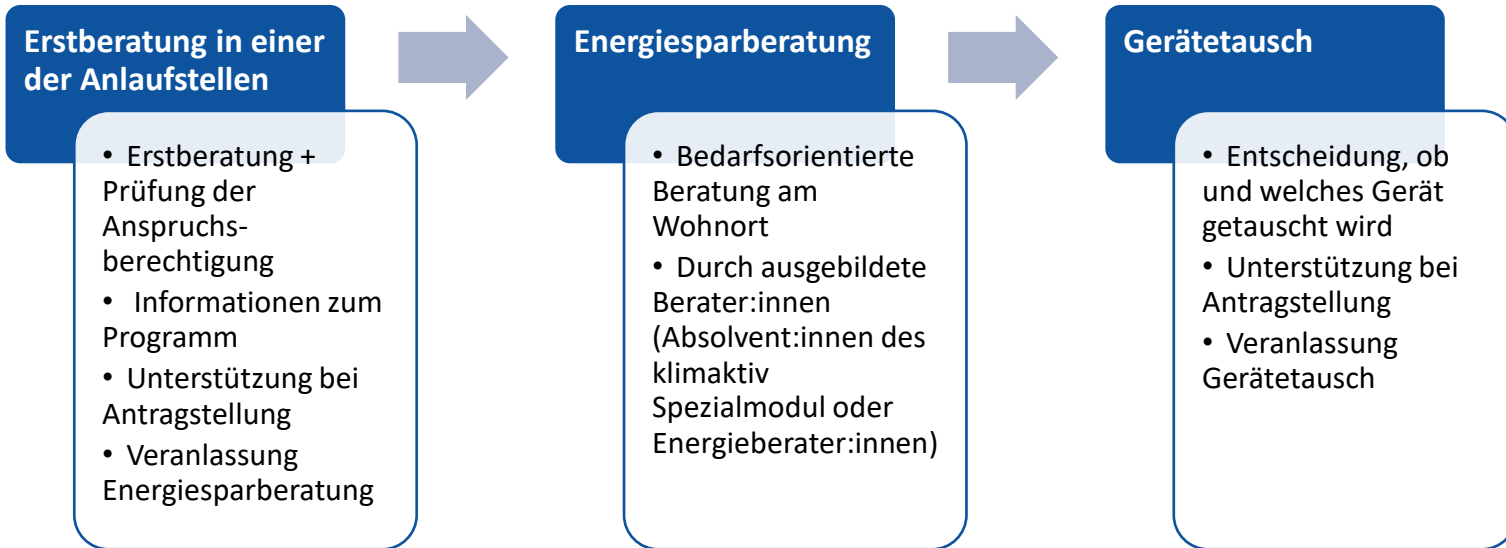 Erstberatung in einer
der Anlaufstellen
• Erstberatung +
Prüfung der
Anspruchs-
berechtigung
• Informationen zum
Programm
• Unterstützung bei
Antragstellung
• Veranlassung
Energiesparberatung
Energiesparberatung
• Bedarfsorientierte
Beratung am
Wohnort
• Durch ausgebildete
Berater:innen
(Absolvent:innen des
klimaktiv
Spezialmodul oder
Energieberater:innen)
Gerätetausch
• Entscheidung, ob
und welches Gerät
getauscht wird
• Unterstützung bei
Antragstellung
• Veranlassung
Gerätetausch